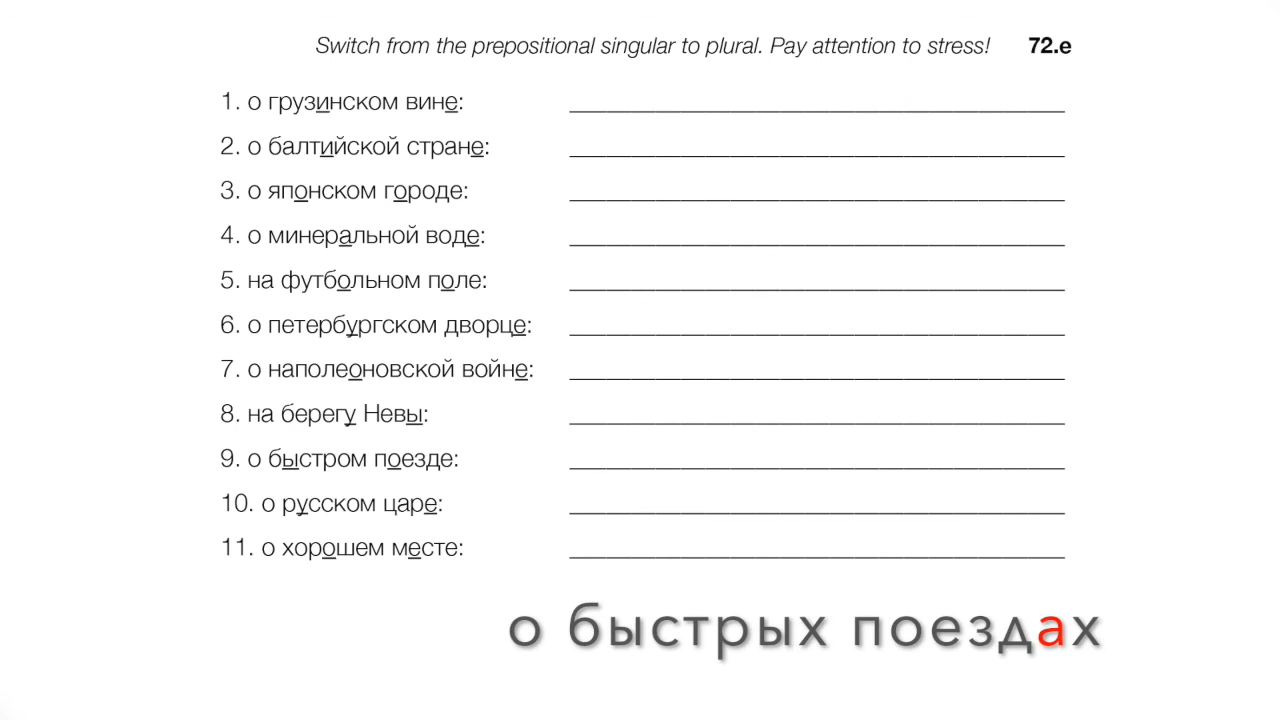 Switch from the prepositional singular to plural. Pay attention to stress! 72.e
1. о грузинском вине:
2. о балтийской стране:
3. о японском городе:
4. о минеральной воде:
5. на футбольном поле:
6. о петербургском дворце:
7. о наполеоновской войне:
8. на берегу Невы:
9. о быстром поезде:
10. о русском царе:
11. о хорошем месте:
о быстрых поездах